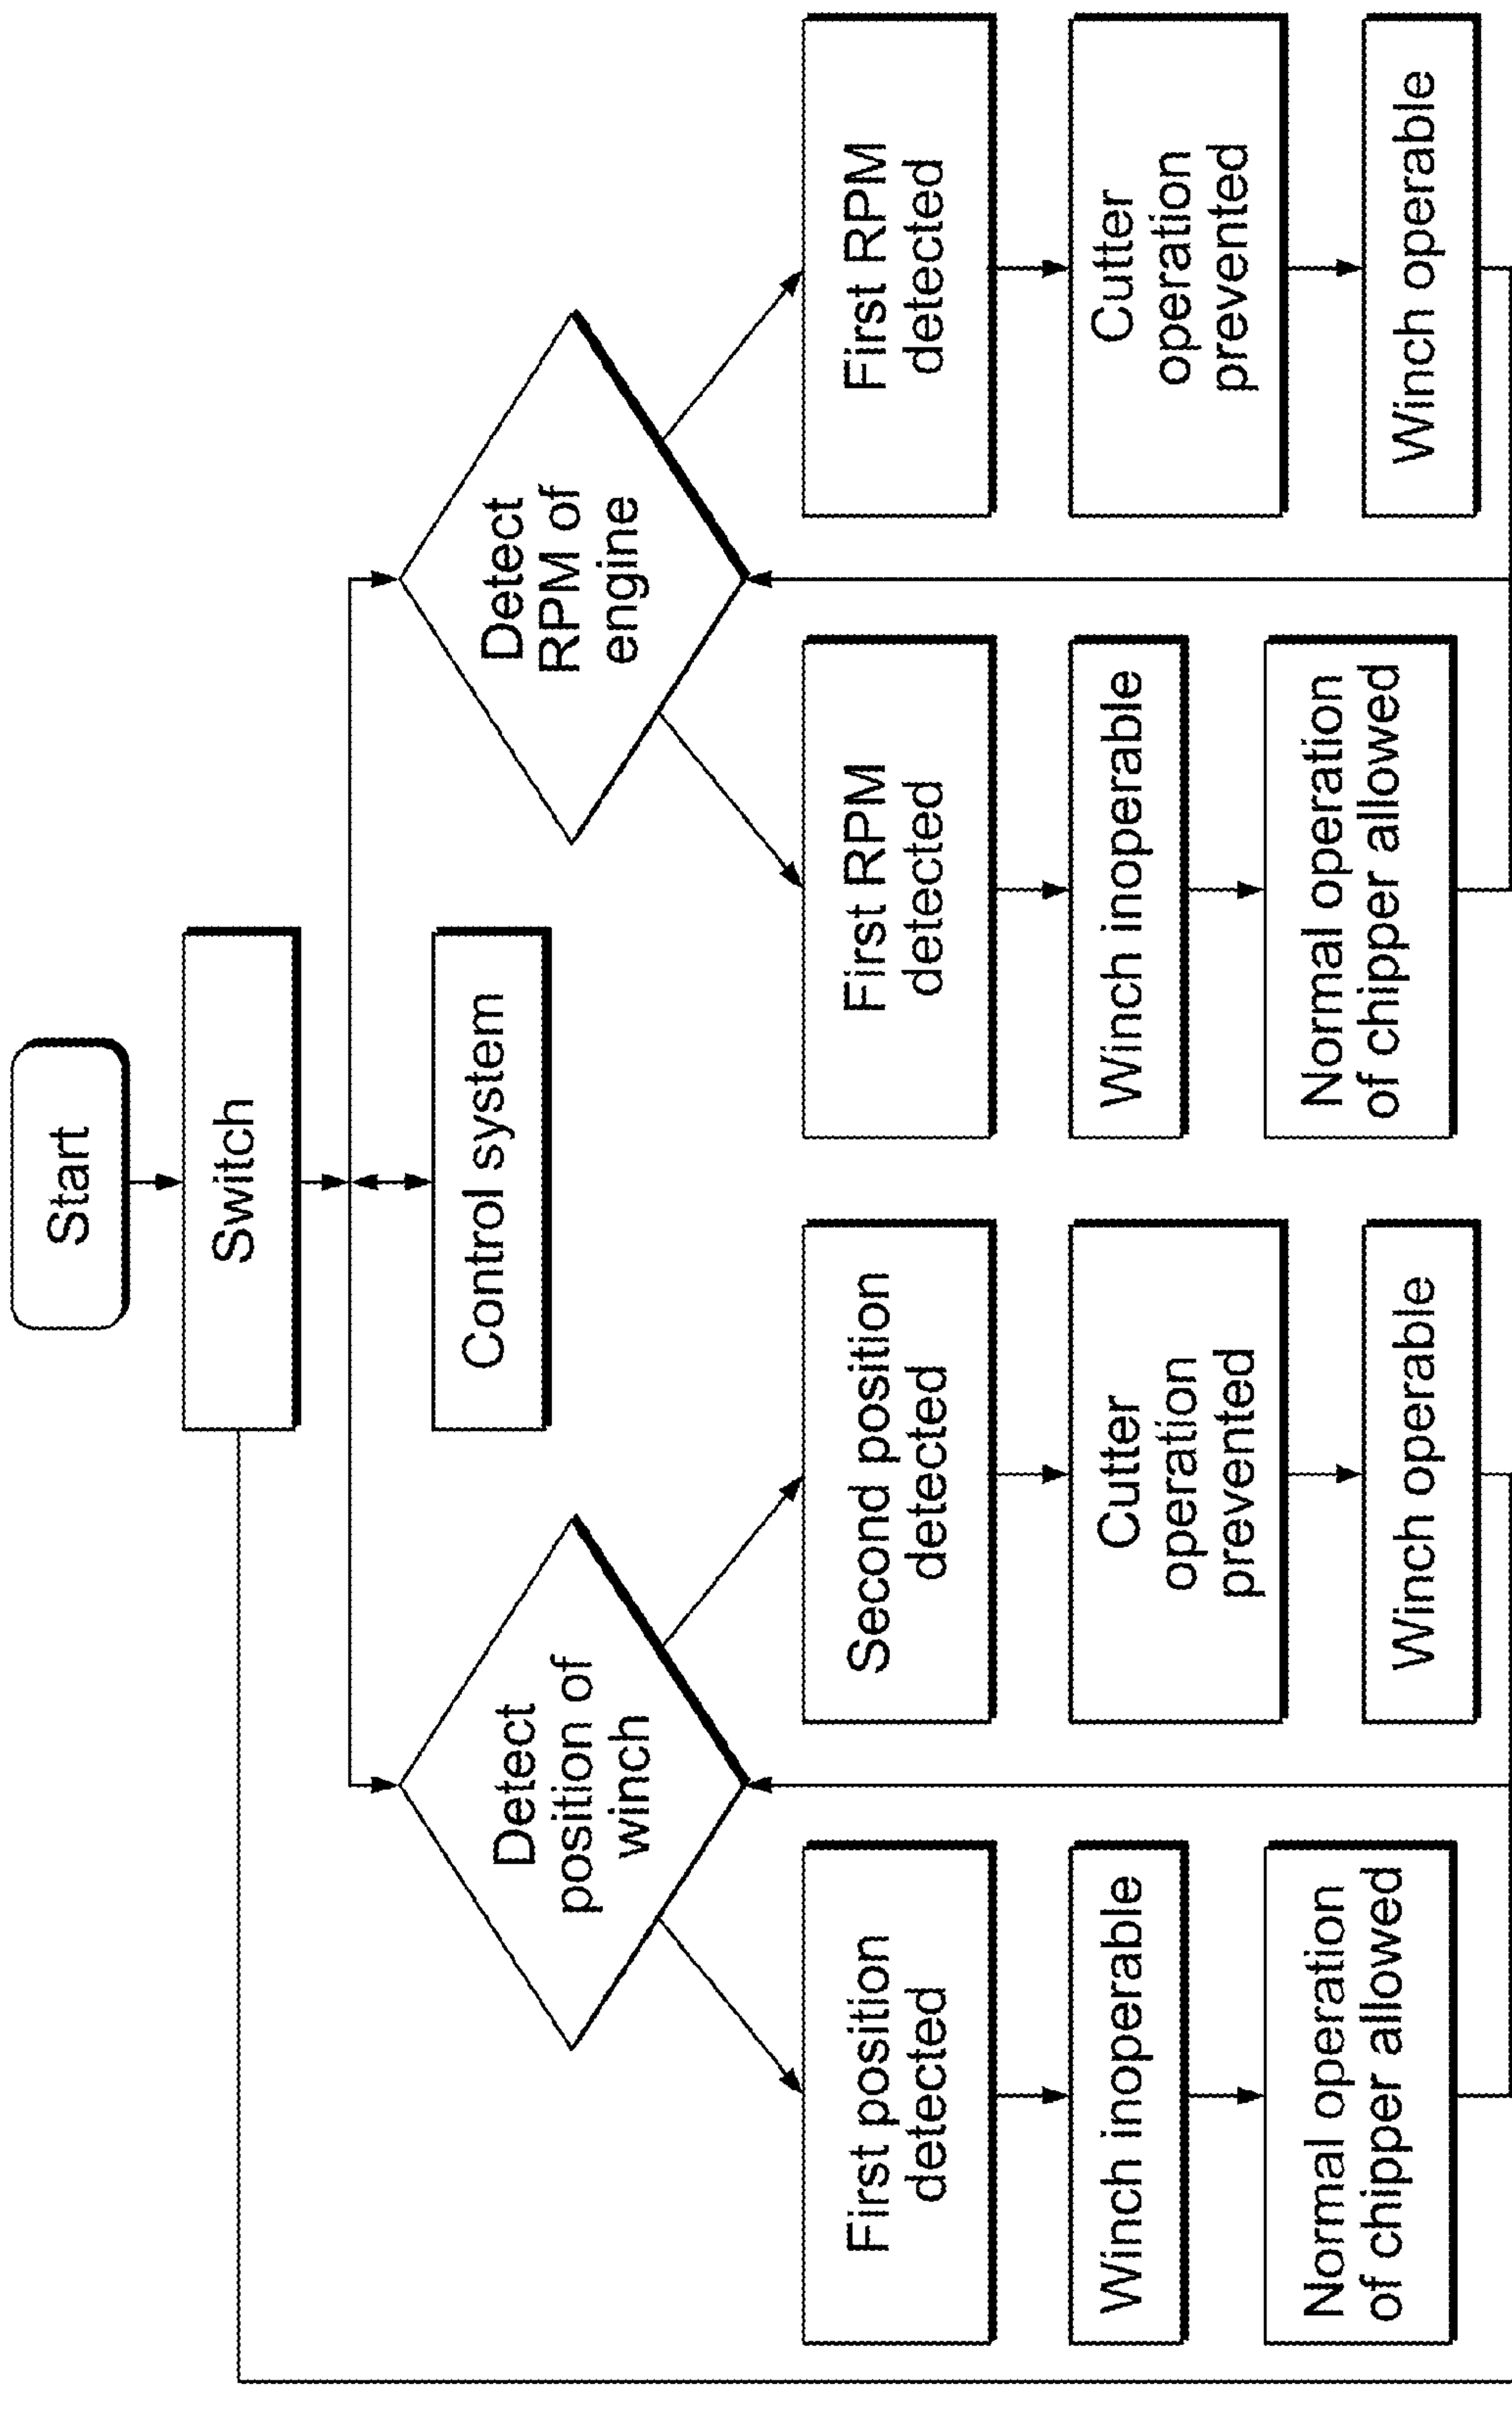 Start
Switch
Control system
Detect
position of
winch
Detect
RPM of
engine
First position
detected
Second position
detected
First RPM
detected
First RPM
detected
Winch inoperable
Cutter
operation
prevented
Winch inoperable
Cutter
operation
prevented
Normal operation
of chipper allowed
Winch operable
Normal operation
of chipper allowed
Winch operable